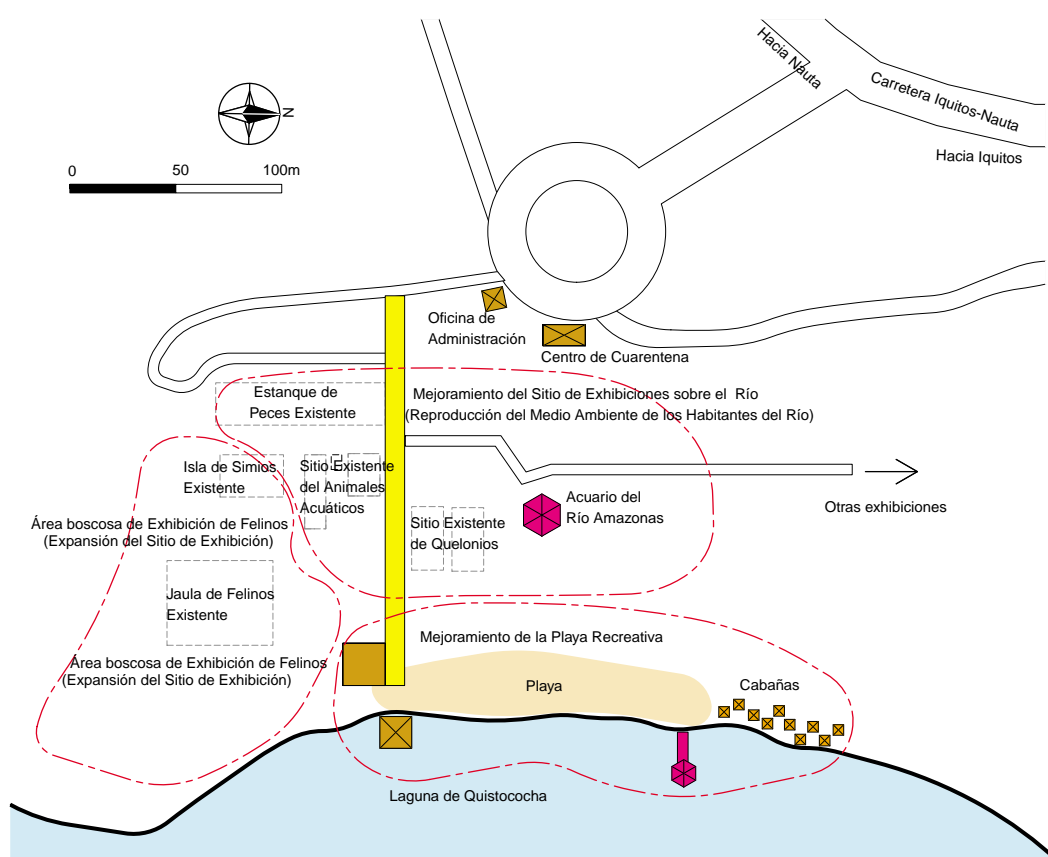 Hacia Nauta
Carretera Iquitos-Nauta
Hacia Iquitos
N
0 50 100m
Oficina de
Administración
Centro de Cuarentena
Estanque de
Peces Existente
Mejoramiento del Sitio de Exhibiciones sobre el Río
(Reproducción del Medio Ambiente de los Habitantes del Río)
Isla de Simios
Existente
Sitio Existente
del Animales
Acuáticos
Acuario del
Río Amazonas
Otras exhibiciones
Sitio Existente
de Quelonios
Área boscosa de Exhibición de Felinos
(Expansión del Sitio de Exhibición)
Jaula de Felinos
Existente
Mejoramiento de la Playa Recreativa
Área boscosa de Exhibición de Felinos
(Expansión del Sitio de Exhibición)
Playa
Cabañas
Laguna de Quistococha